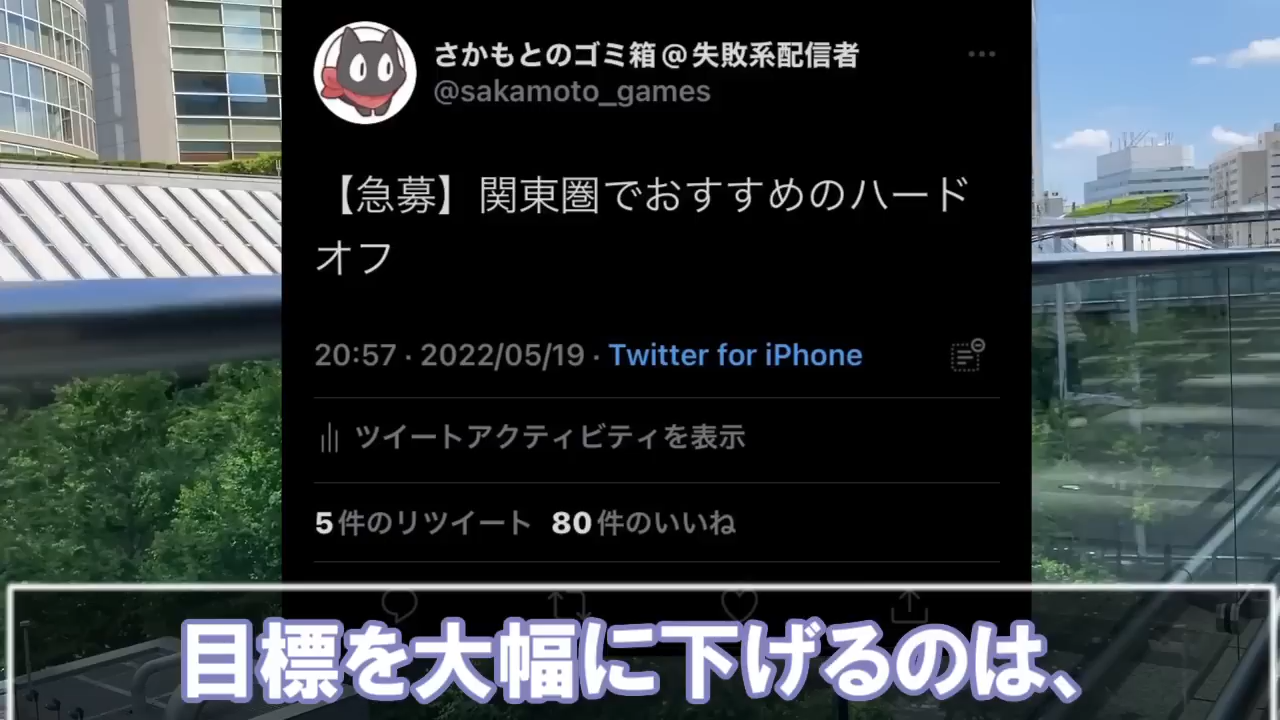 さかもとのゴミ箱@失敗系配信者
@sakamoto_games
【急募】関東圏でおすすめのハード
オフ
20:57 · 2022/05/19 · Twitter for iPhone
ツイートアクティビティを表示
5件のリツイート 80件のいいね
目標を大幅に下げるのは、